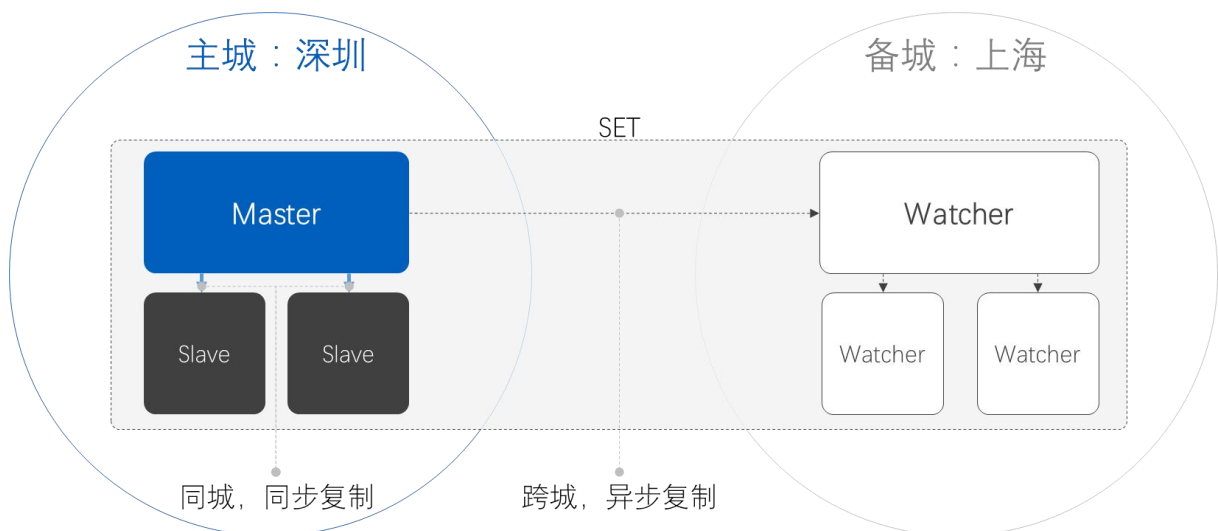 主城：深圳
备城：上海
SET
Master
Watcher
Slave
Slave
Watcher
Watcher
同城，同步复制
跨城，异步复制